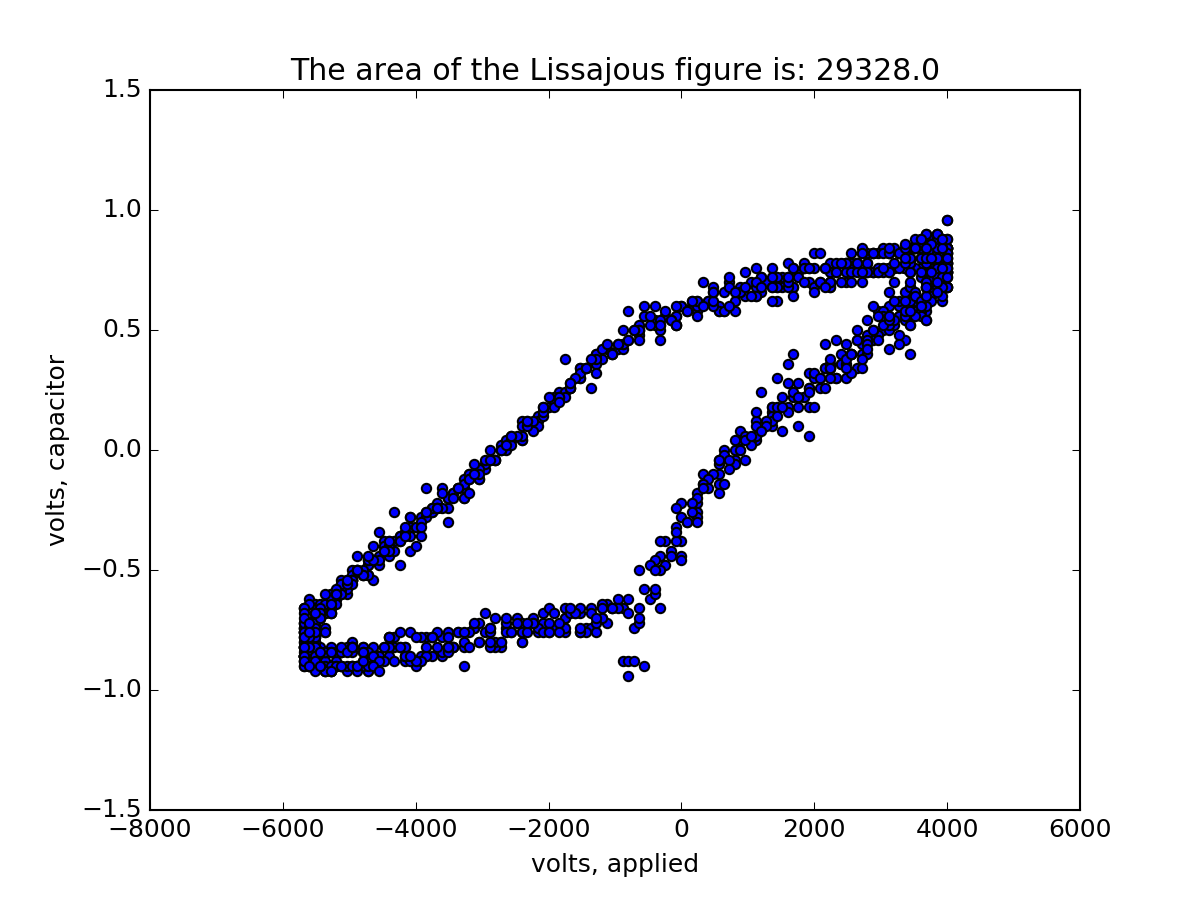 The area of the Lissajous figure is: 29328.0
1.5
1.0
0.5
0.0
−0.5
−1.0
−1.5
volts, capacitor
−8000 −6000 −4000 −2000 0 2000 4000 6000
volts, applied